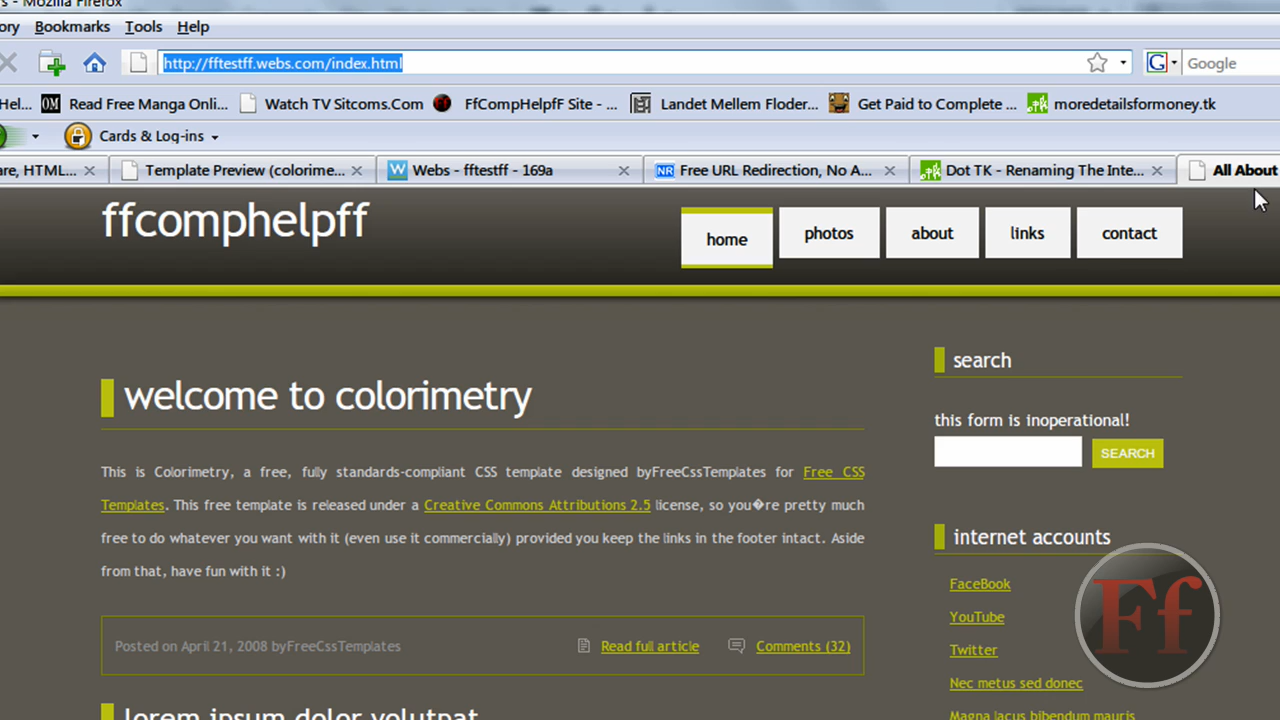 s - Mozilla Firefox
ory Bookmarks Tools Help
http://fftestff.webs.com/index.html Google
Hel... OM Read Free Manga Onli... Watch TV Sitcoms.Com FfCompHelpfF Site - ... Landet Mellem Floder... Get Paid to Complete ... .tk moredetailsformoney.tk
Cards & Log-ins
are, HTML... Template Preview (colorime... W Webs - fftestff - 169a NR Free URL Redirection, No A... .tk Dot TK - Renaming The Inte... All About
ffcomphelpff
home photos about links contact
search
welcome to colorimetry
this form is inoperational!
SEARCH
This is Colorimetry, a free, fully standards-compliant CSS template designed byFreeCssTemplates for Free CSS
Templates. This free template is released under a Creative Commons Attributions 2.5 license, so you�re pretty much
free to do whatever you want with it (even use it commercially) provided you keep the links in the footer intact. Aside
from that, have fun with it :)
internet accounts
FaceBook
YouTube
Twitter
Nec metus sed donec
Magna lacus bibendum mauris
Posted on April 21, 2008 byFreeCssTemplates Read full article Comments (32)
lorem ipsum dolor volutpat
Ff